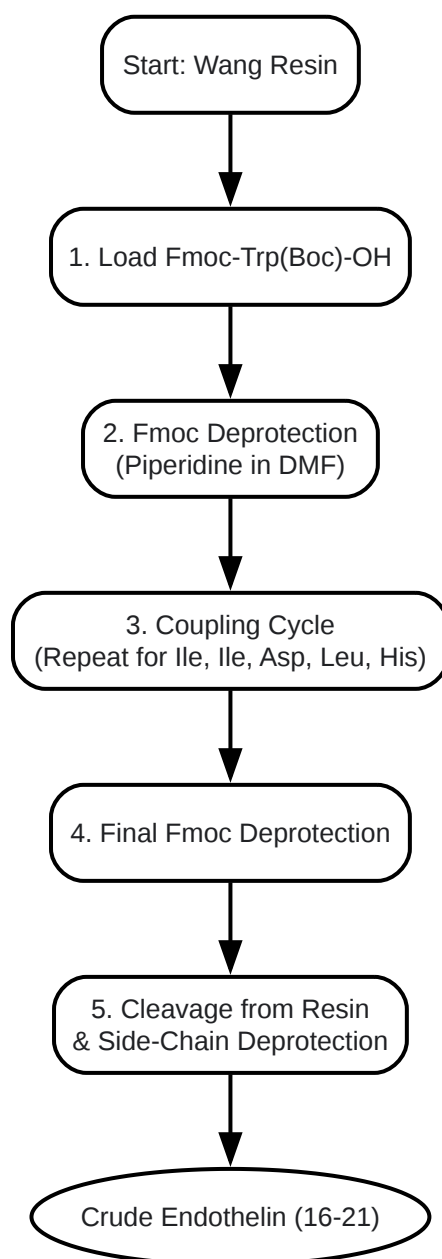 Start: Wang Resin
1. Load Fmoc-Trp(Boc)-OH
2. Fmoc Deprotection
(Piperidine in DMF)
3. Coupling Cycle
(Repeat for Ile, Ile, Asp, Leu, His)
4. Final Fmoc Deprotection
5. Cleavage from Resin
& Side-Chain Deprotection
Crude Endothelin (16-21)